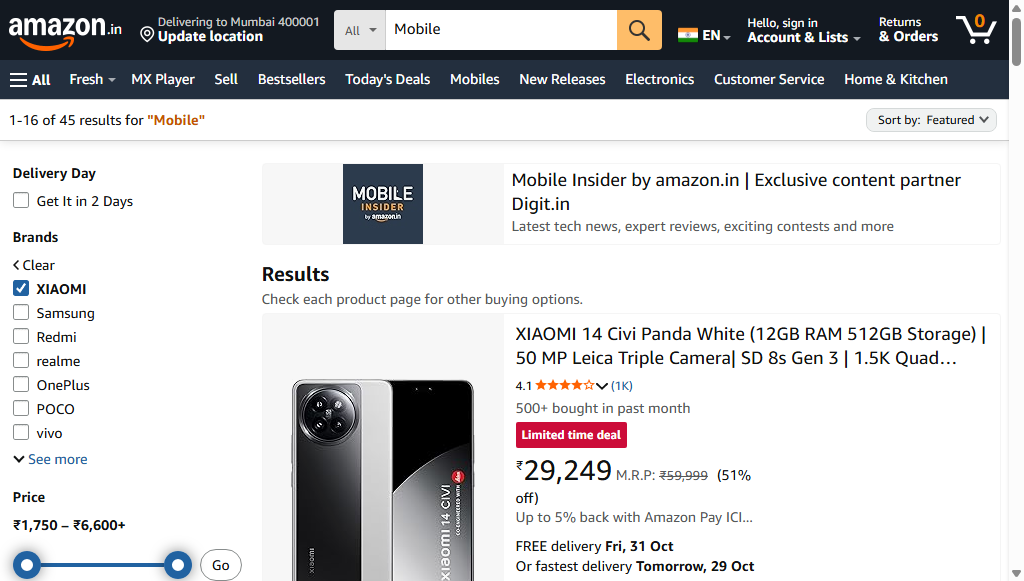 amazon.in
Delivering to Mumbai 400001
Update location
All
Mobile
EN
Hello, sign in
Account & Lists
Returns
& Orders
0
All
Fresh
MX Player
Sell
Bestsellers
Today's Deals
Mobiles
New Releases
Electronics
Customer Service
Home & Kitchen
1-16 of 45 results for "Mobile"
Sort by: Featured
Delivery Day
Get It in 2 Days
Brands
Clear
XIAOMI
Samsung
Redmi
realme
OnePlus
POCO
vivo
See more
Price
₹1,750 – ₹6,600+
Go
MOBILE
INSIDER
by amazon.in
Mobile Insider by amazon.in | Exclusive content partner
Digit.in
Latest tech news, expert reviews, exciting contests and more
Results
Check each product page for other buying options.
XIAOMI
XIAOMI 14 CIVI
CO-ENGINEERED WITH
XIAOMI 14 Civi Panda White (12GB RAM 512GB Storage) |
50 MP Leica Triple Camera| SD 8s Gen 3 | 1.5K Quad…
4.1 (1K)
500+ bought in past month
Limited time deal
₹29,249 M.R.P: ₹59,999 (51%
off)
Up to 5% back with Amazon Pay ICI…
FREE delivery Fri, 31 Oct
Or fastest delivery Tomorrow, 29 Oct